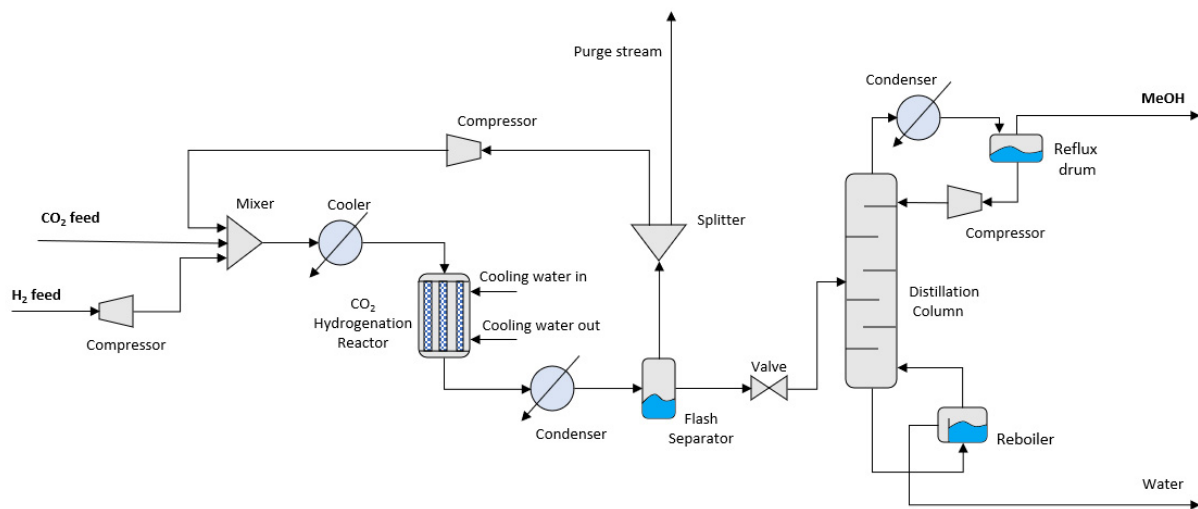 Purge stream
Condenser
MeOH
Reflux
drum
Compressor
Compressor
Mixer
Cooler
CO₂ feed
Splitter
H₂ feed
Compressor
CO₂
Hydrogenation
Reactor
Cooling water in
Cooling water out
Distillation
Column
Valve
Condenser
Flash
Separator
Reboiler
Water